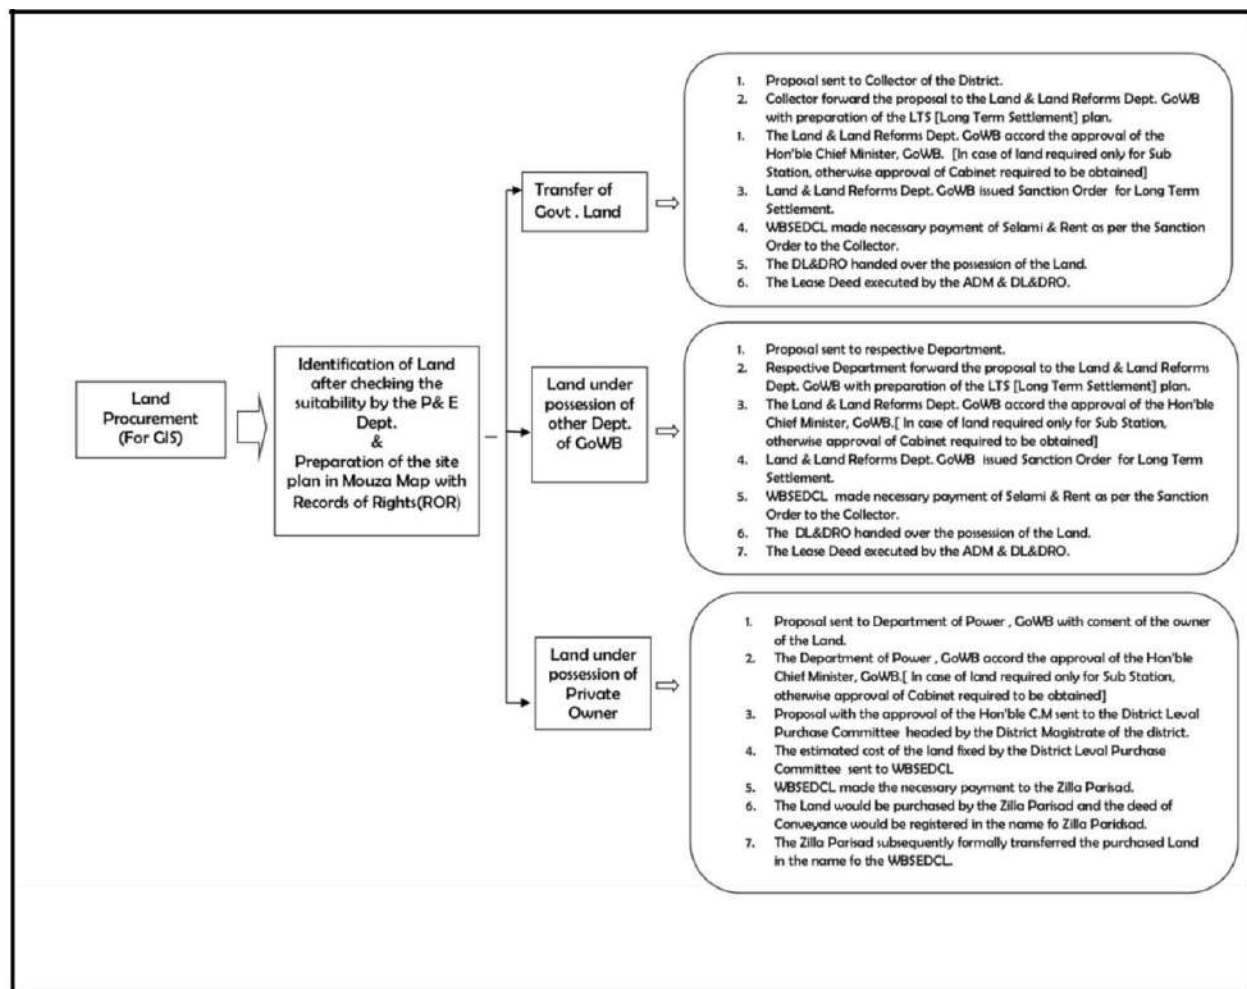 Land
Procurement
(For GIS)
Identification of Land
after checking the
suitability by the P& E
Dept.
&
Preparation of the site
plan in Mouza Map with
Records of Rights(ROR)
Transfer of
Govt . Land
1. Proposal sent to Collector of the District.
2. Collector forward the proposal to the Land & Land Reforms Dept. GoWB
with preparation of the LTS [Long Term Settlement] plan.
1. The Land & Land Reforms Dept. GoWB accord the approval of the
Hon'ble Chief Minister, GoWB. [In case of land required only for Sub
Station, otherwise approval of Cabinet required to be obtained]
3. Land & Land Reforms Dept. GoWB issued Sanction Order for Long Term
Settlement.
4. WBSEDCL made necessary payment of Selami & Rent as per the Sanction
Order to the Collector.
5. The DL&DRO handed over the possession of the Land.
6. The Lease Deed executed by the ADM & DL&DRO.
Land under
possession of
other Dept.
of GoWB
1. Proposal sent to respective Department.
2. Respective Department forward the proposal to the Land & Land Reforms
Dept. GoWB with preparation of the LTS [Long Term Settlement] plan.
3. The Land & Land Reforms Dept. GoWB accord the approval of the Hon'ble
Chief Minister, GoWB.[ In case of land required only for Sub Station,
otherwise approval of Cabinet required to be obtained]
4. Land & Land Reforms Dept. GoWB issued Sanction Order for Long Term
Settlement.
5. WBSEDCL made necessary payment of Selami & Rent as per the Sanction
Order to the Collector.
6. The DL&DRO handed over the possession of the Land.
7. The Lease Deed executed by the ADM & DL&DRO.
Land under
possession of
Private
Owner
1. Proposal sent to Department of Power , GoWB with consent of the owner
of the Land.
2. The Department of Power , GoWB accord the approval of the Hon'ble
Chief Minister, GoWB.[ In case of land required only for Sub Station,
otherwise approval of Cabinet required to be obtained]
3. Proposal with the approval of the Hon'ble C.M sent to the District Leval
Purchase Committee headed by the District Magistrate of the district.
4. The estimated cost of the land fixed by the District Leval Purchase
Committee sent to WBSEDCL
5. WBSEDCL made the necessary payment to the Zilla Parisad.
6. The Land would be purchased by the Zilla Parisad and the deed of
Conveyance would be registered in the name fo Zilla Paridsad.
7. The Zilla Parisad subsequently formally transferred the purchased Land
in the name fo the WBSEDCL.